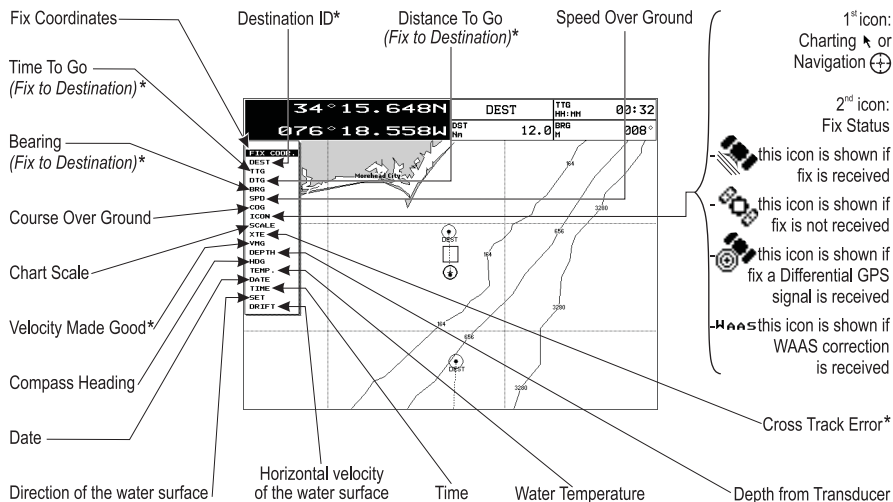 Fix Coordinates
Destination ID*
Distance To Go
(Fix to Destination)*
Speed Over Ground
Time To Go
(Fix to Destination)*
Bearing
(Fix to Destination)*
Course Over Ground
Chart Scale
Velocity Made Good*
Compass Heading
Date
Direction of the water surface
34°15.648N
076°18.558W
DEST
TTG
HH:MM
00:32
DST
Nm
12.0
BRG
M
008°
FIX COOR.
DEST
TTG
DTG
BRG
SPD
COG
ICON
SCALE
XTE
VMG
DEPTH
HDG
TEMP.
DATE
TIME
SET
DRIFT
Morehead City
164
3280
656
164
DEST
3280
164
656
DEST
3280
1st icon:
Charting or
Navigation
2nd icon:
Fix Status
this icon is shown if
fix is received
this icon is shown if
fix is not received
this icon is shown if
fix a Differential GPS
signal is received
WAAS this icon is shown if
WAAS correction
is received
Cross Track Error*
Horizontal velocity
of the water surface
Time
Water Temperature
Depth from Transducer